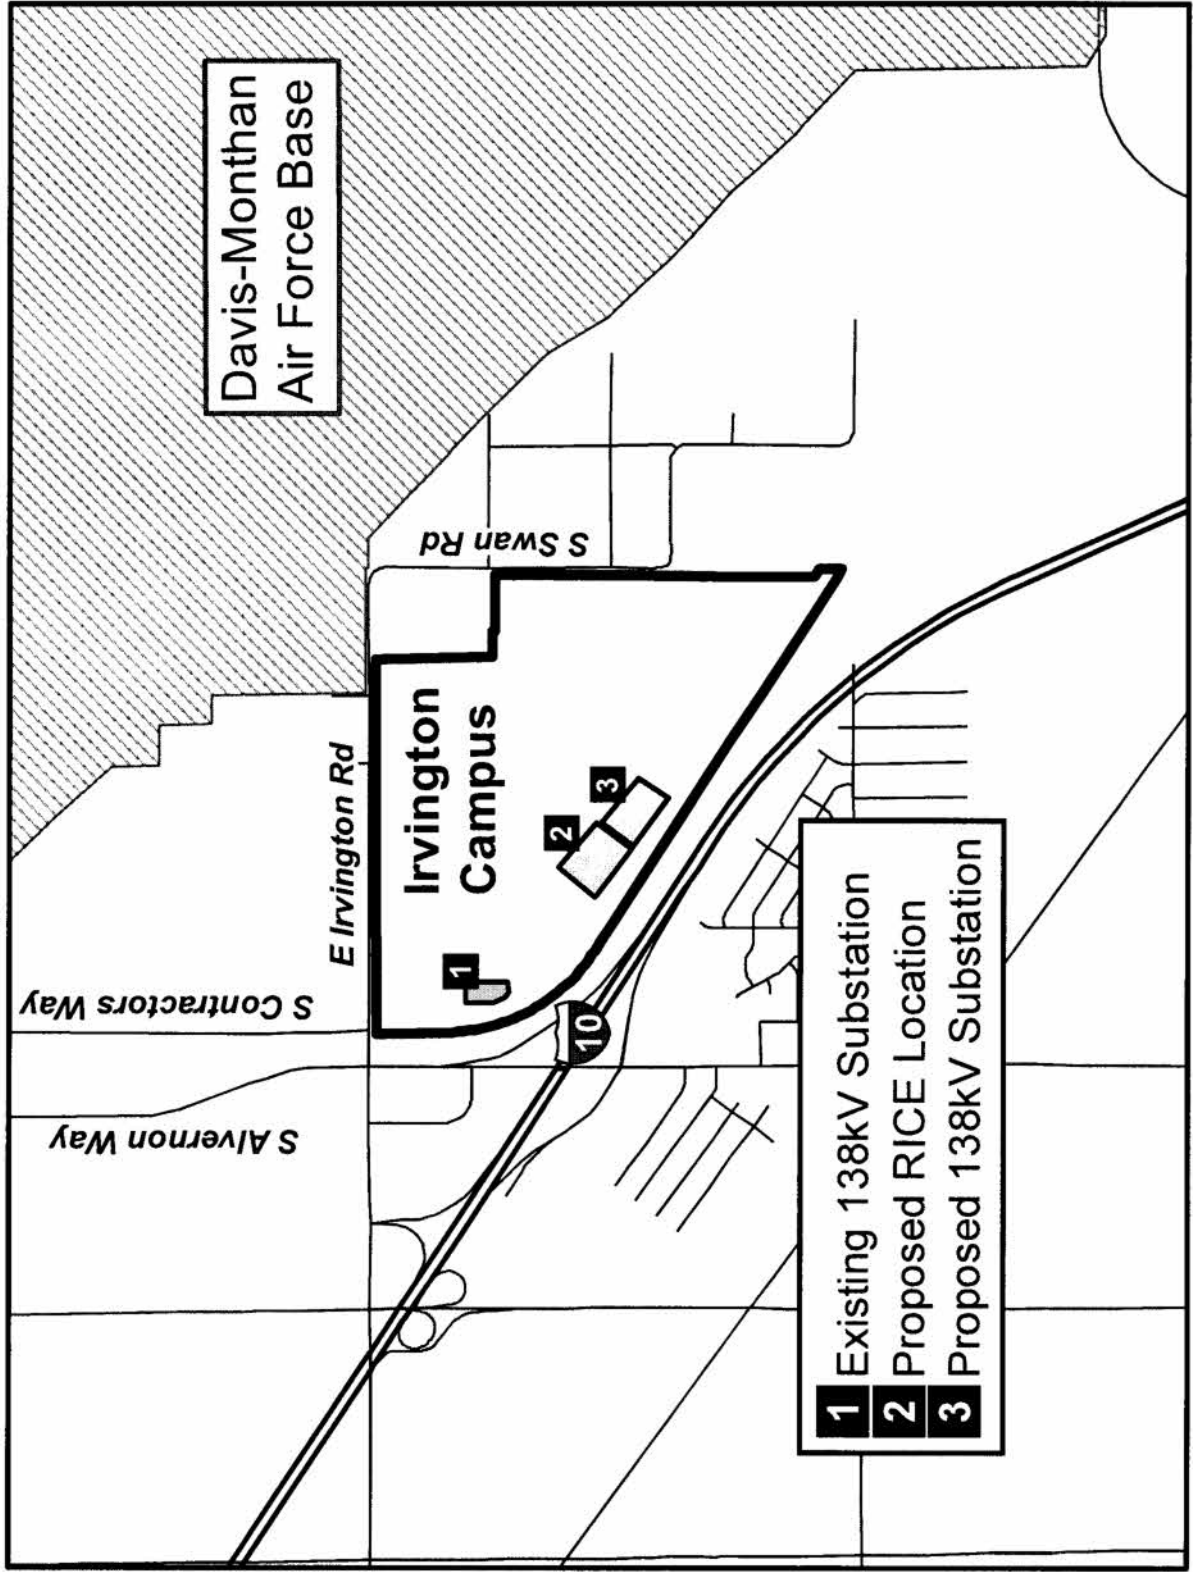 Davis-Monthan
Air Force Base
S Swan Rd
E Irvington Rd
Irvington
Campus
S Contractors Way
S Alvernon Way
1
2
3
10
1 Existing 138kV Substation
2 Proposed RICE Location
3 Proposed 138kV Substation